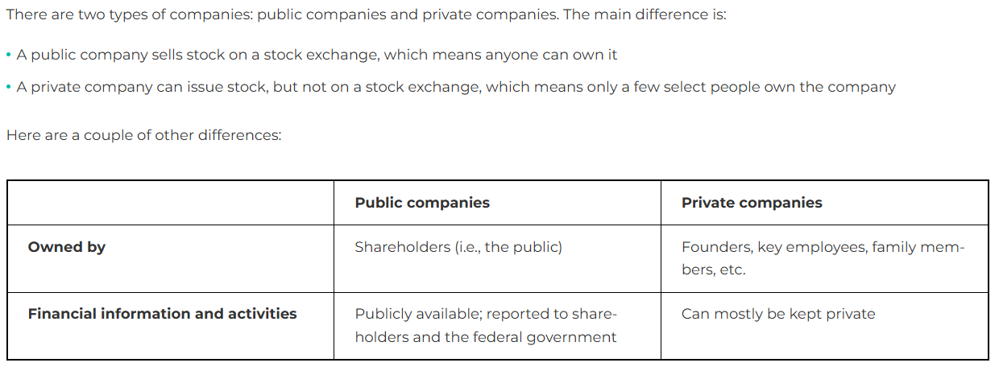 There are two types of companies: public companies and private companies. The main difference is:
• A public company sells stock on a stock exchange, which means anyone can own it
• A private company can issue stock, but not on a stock exchange, which means only a few select people own the company
Here are a couple of other differences:
Public companies
Private companies
Owned by
Shareholders (i.e., the public)
Founders, key employees, family mem-
bers, etc.
Financial information and activities
Publicly available; reported to share-
holders and the federal government
Can mostly be kept private